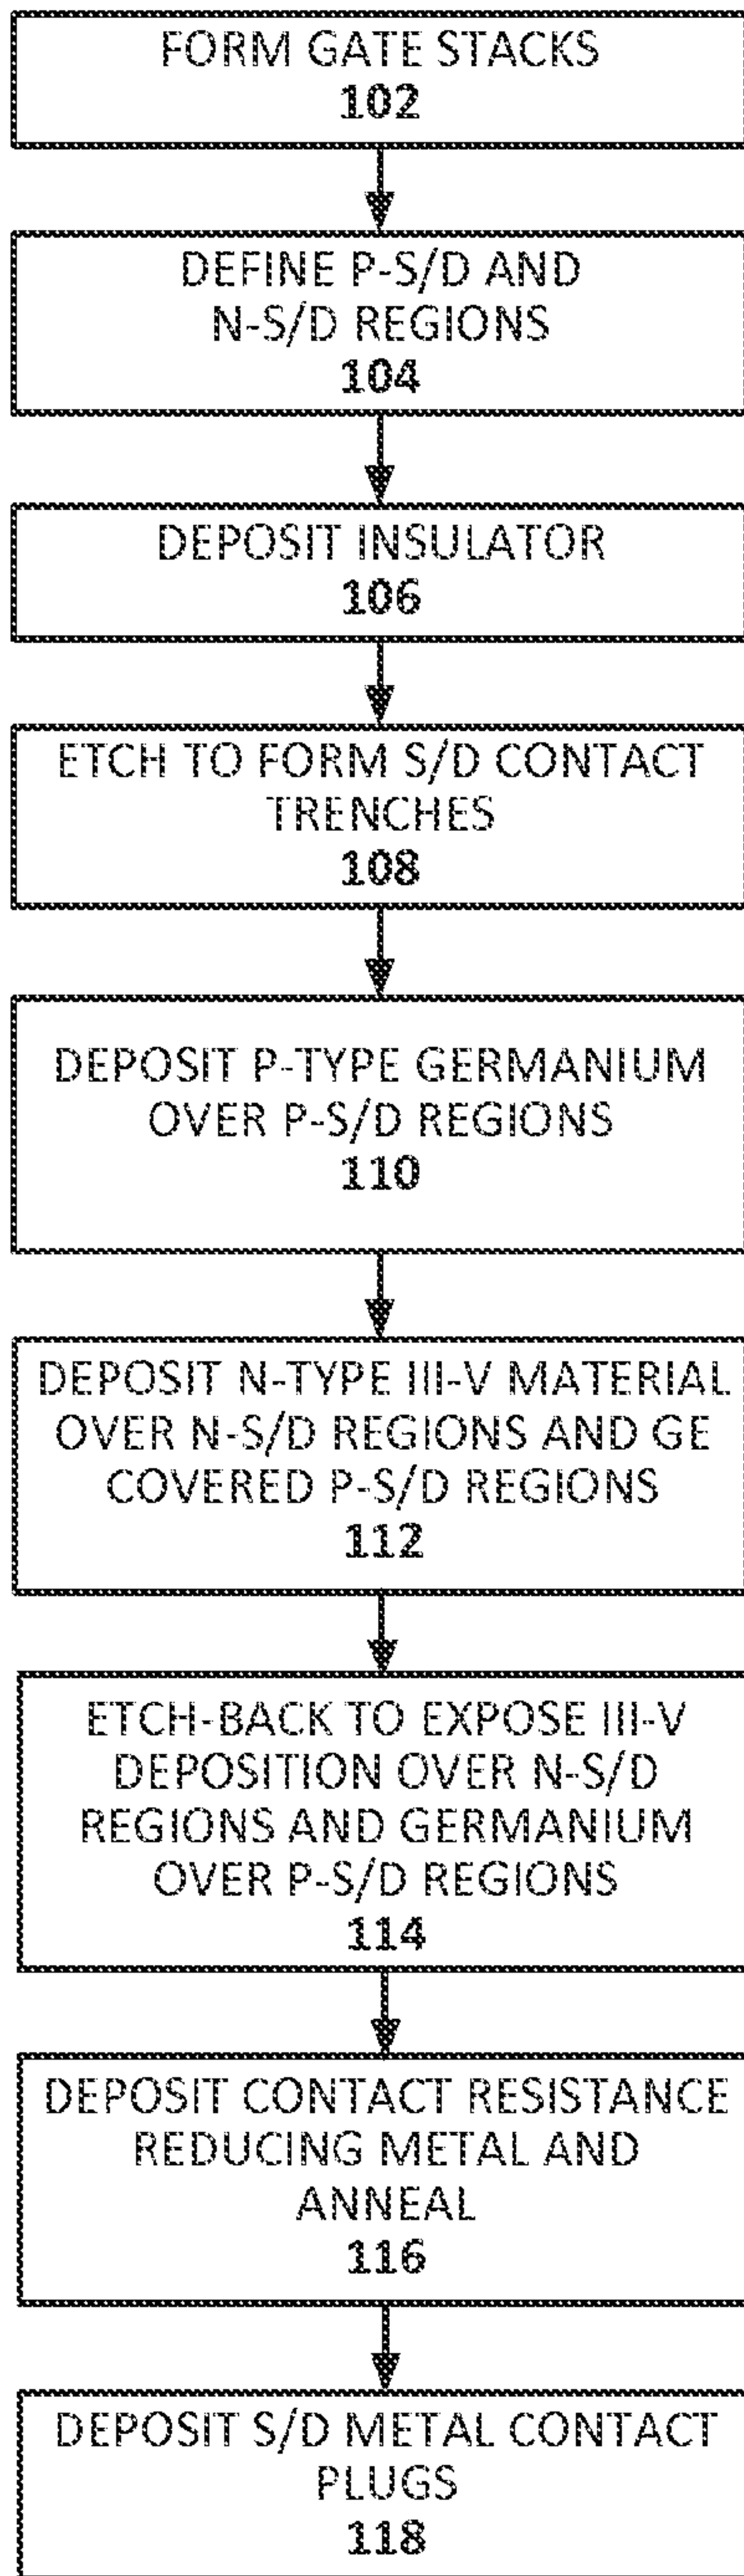 FORM GATE STACKS
102
DEFINE P-S/D AND
N-S/D REGIONS
104
DEPOSIT INSULATOR
106
ETCH TO FORM S/D CONTACT
TRENCHES
108
DEPOSIT P-TYPE GERMANIUM
OVER P-S/D REGIONS
110
DEPOSIT N-TYPE III-V MATERIAL
OVER N-S/D REGIONS AND GE
COVERED P-S/D REGIONS
112
ETCH-BACK TO EXPOSE III-V
DEPOSITION OVER N-S/D
REGIONS AND GERMANIUM
OVER P-S/D REGIONS
114
DEPOSIT CONTACT RESISTANCE
REDUCING METAL AND
ANNEAL
116
DEPOSIT S/D METAL CONTACT
PLUGS
118